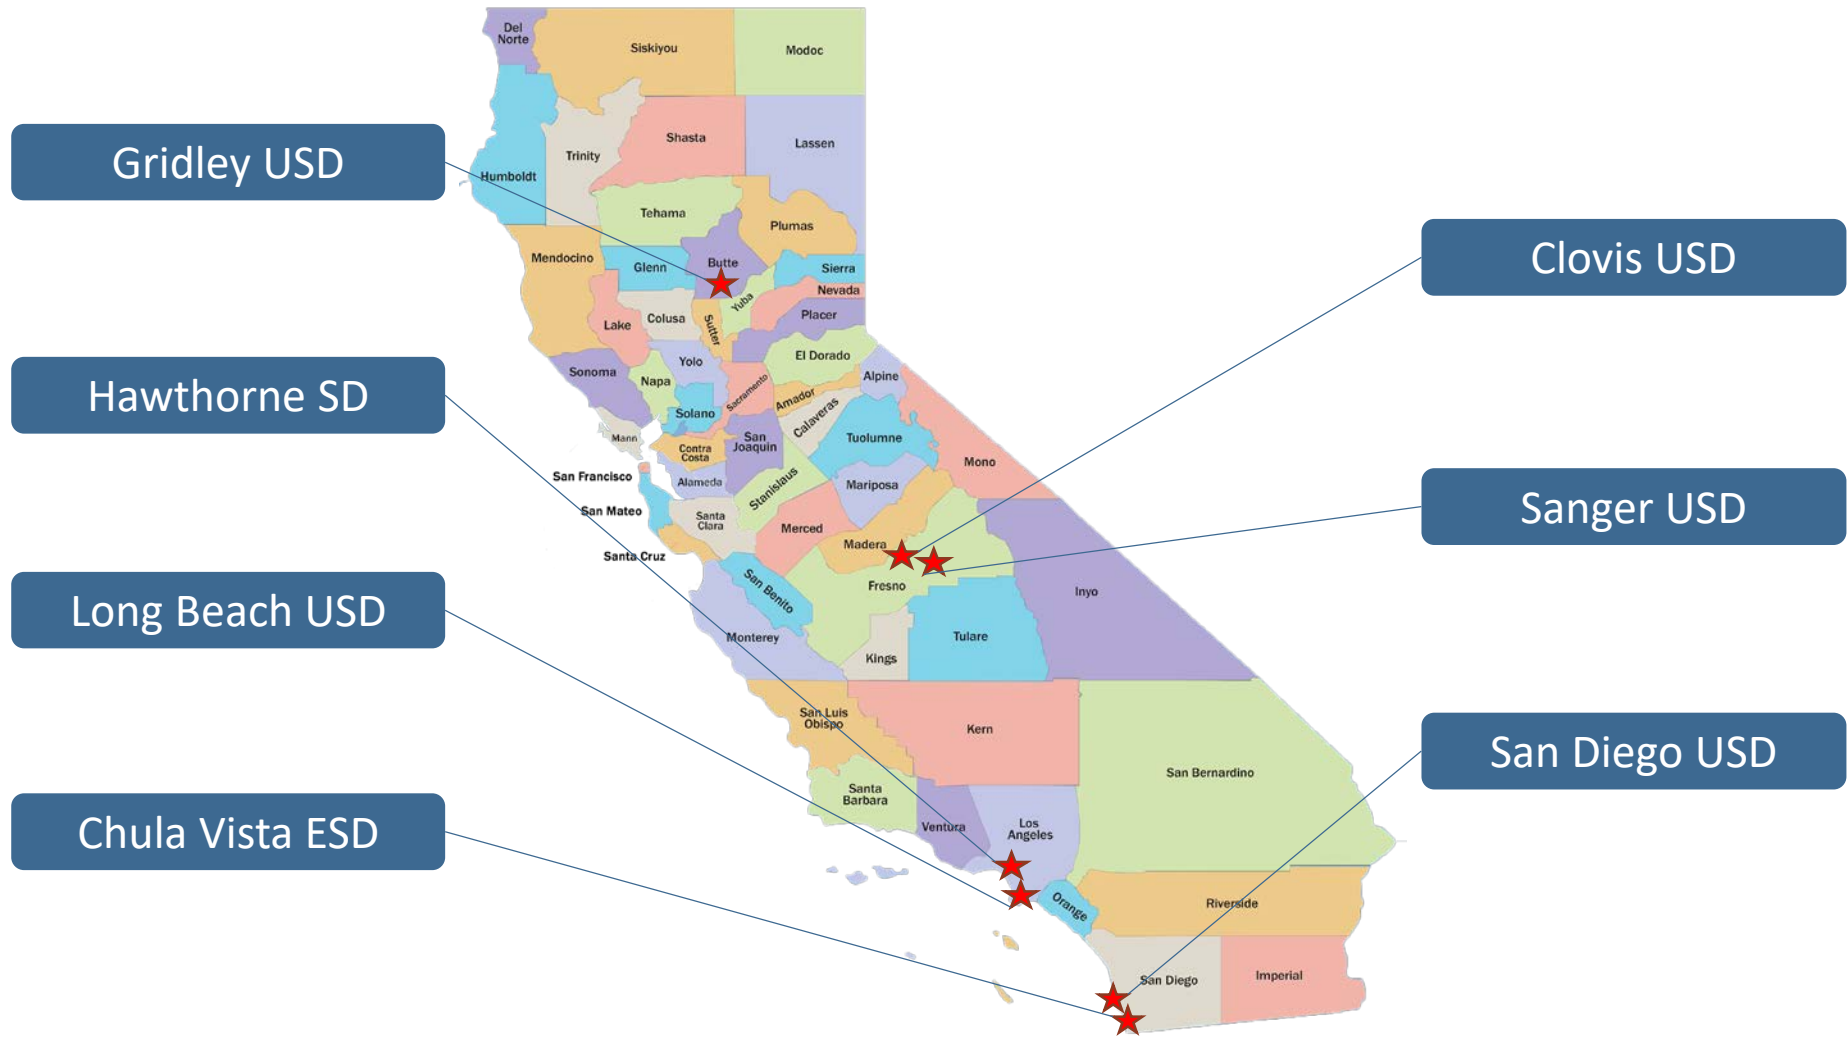 Del
Norte
Siskiyou
Modoc
Shasta
Lassen
Trinity
Humboldt
Gridley USD
Tehama
Plumas
Mendocino
Glenn
Butte
Sierra
Nevada
Yuba
Placer
Colusa
Lake
Sutter
Clovis USD
El Dorado
Yolo
Sonoma
Napa
Sacramento
Alpine
Amador
Hawthorne SD
Solano
Calaveras
Mann
San
Joaquin
Tuolumne
Contra
Costa
Mono
San Francisco
Alameda
Stanislaus
Mariposa
San Mateo
Santa
Clara
Merced
Sanger USD
Madera
Santa Cruz
Fresno
San Benito
Inyo
Long Beach USD
Monterey
Tulare
Kings
San Luis
Obispo
Kern
San Diego USD
San Bernardino
Santa
Barbara
Chula Vista ESD
Ventura
Los
Angeles
Orange
Riverside
San Diego
Imperial